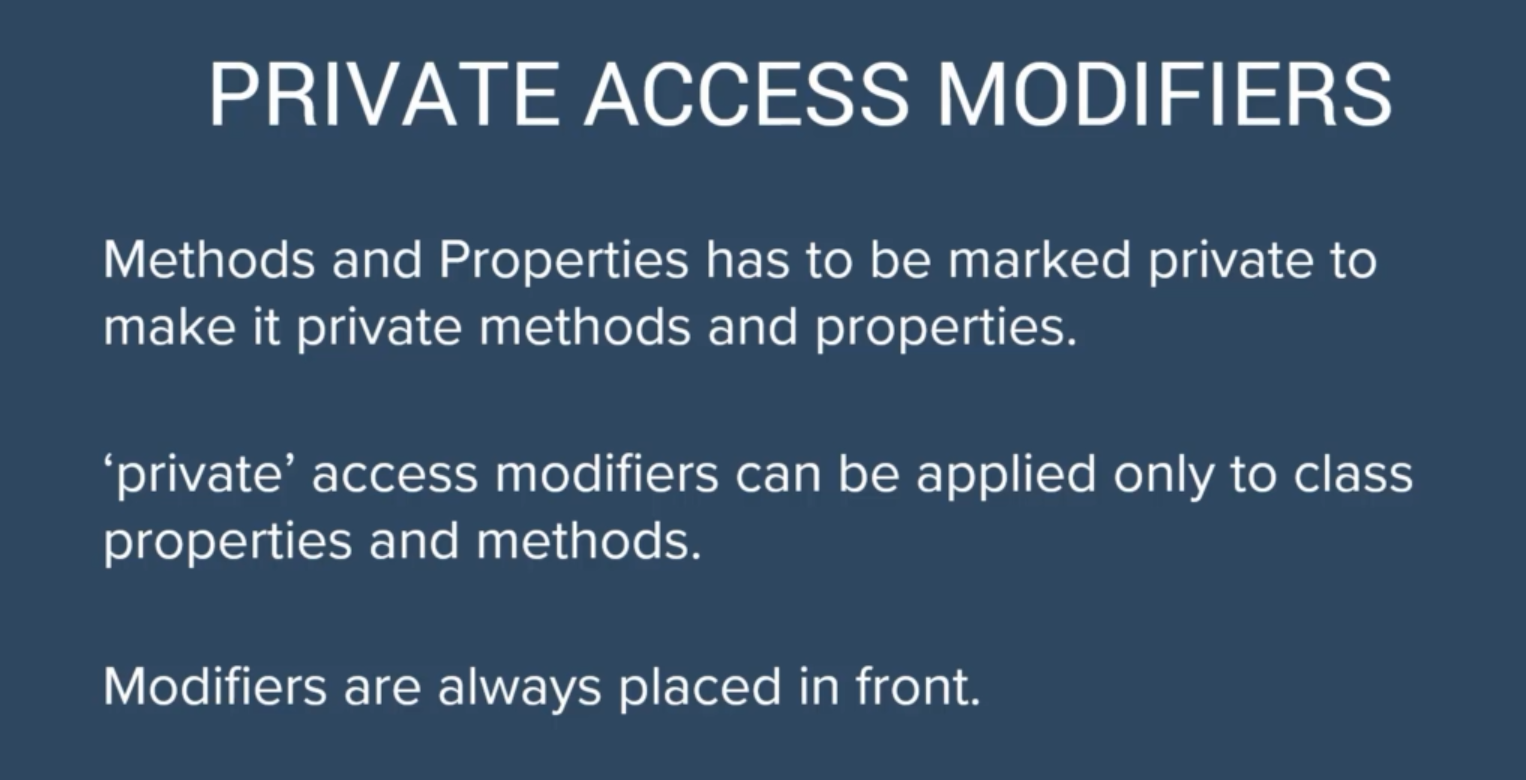 PRIVATE ACCESS MODIFIERS
Methods and Properties has to be marked private to
make it private methods and properties.
‘private’ access modifiers can be applied only to class
properties and methods.
Modifiers are always placed in front.